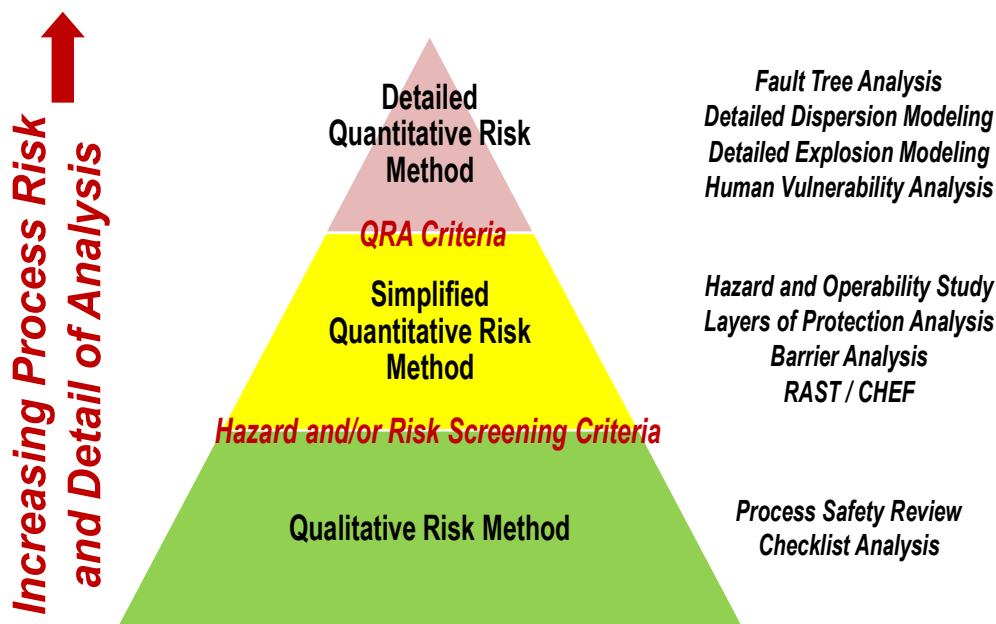 Increasing Process Risk
and Detail of Analysis
Detailed
Quantitative Risk
Method
Fault Tree Analysis
Detailed Dispersion Modeling
Detailed Explosion Modeling
Human Vulnerability Analysis
QRA Criteria
Simplified
Quantitative Risk
Method
Hazard and Operability Study
Layers of Protection Analysis
Barrier Analysis
RAST / CHEF
Hazard and/or Risk Screening Criteria
Qualitative Risk Method
Process Safety Review
Checklist Analysis